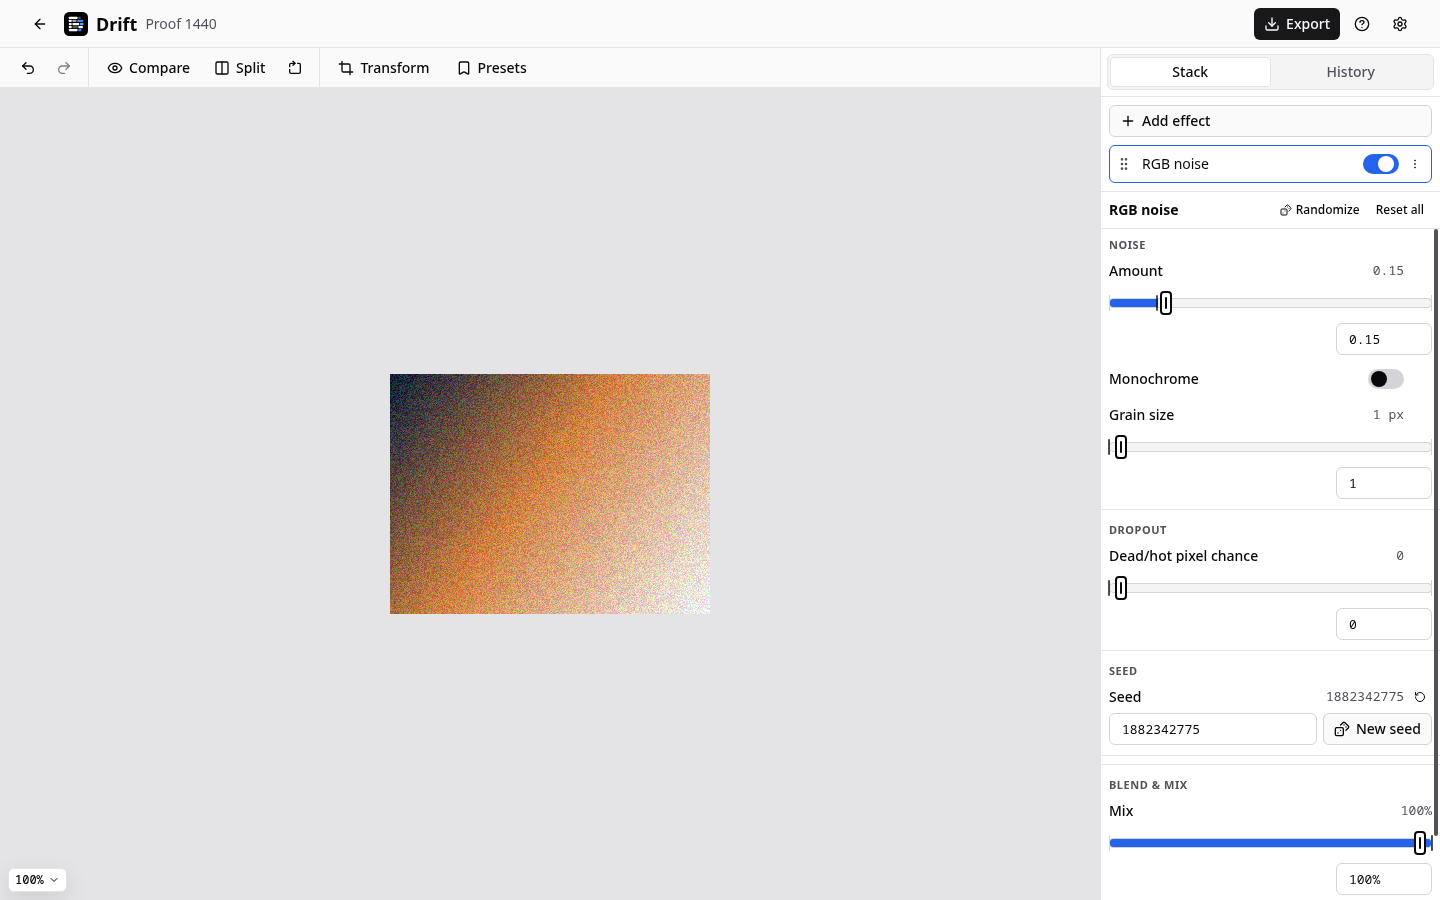 Drift Proof 1440
Export
Compare Split Transform Presets
Stack History
Add effect
RGB noise
RGB noise Randomize Reset all
NOISE
Amount 0.15
0.15
Monochrome
Grain size 1 px
1
DROPOUT
Dead/hot pixel chance 0
0
SEED
Seed 1882342775
1882342775 New seed
BLEND & MIX
Mix 100%
100%
100%